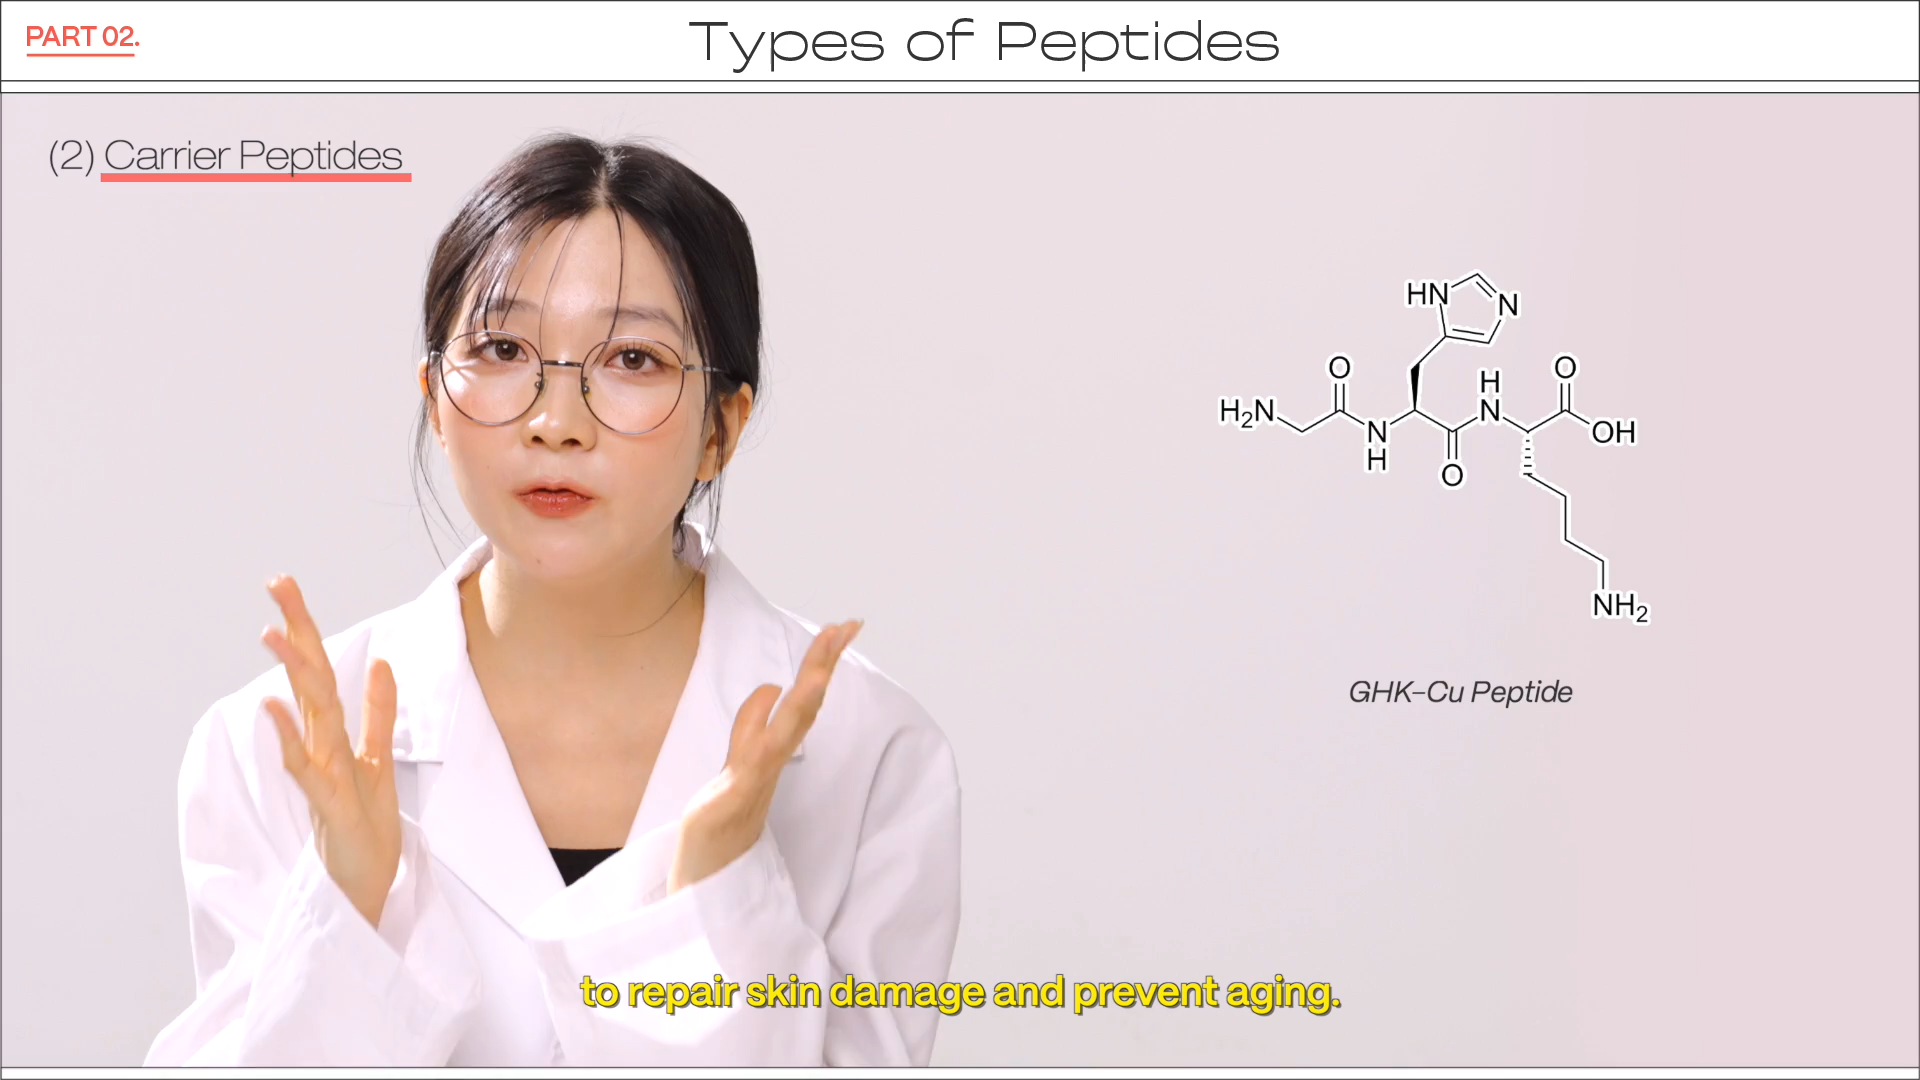 PART 02.
Types of Peptides
(2) Carrier Peptides
HN
N
O
H
O
H₂N
N
N
OH
H
O
NH₂
GHK-Cu Peptide
to repair skin damage and prevent aging.